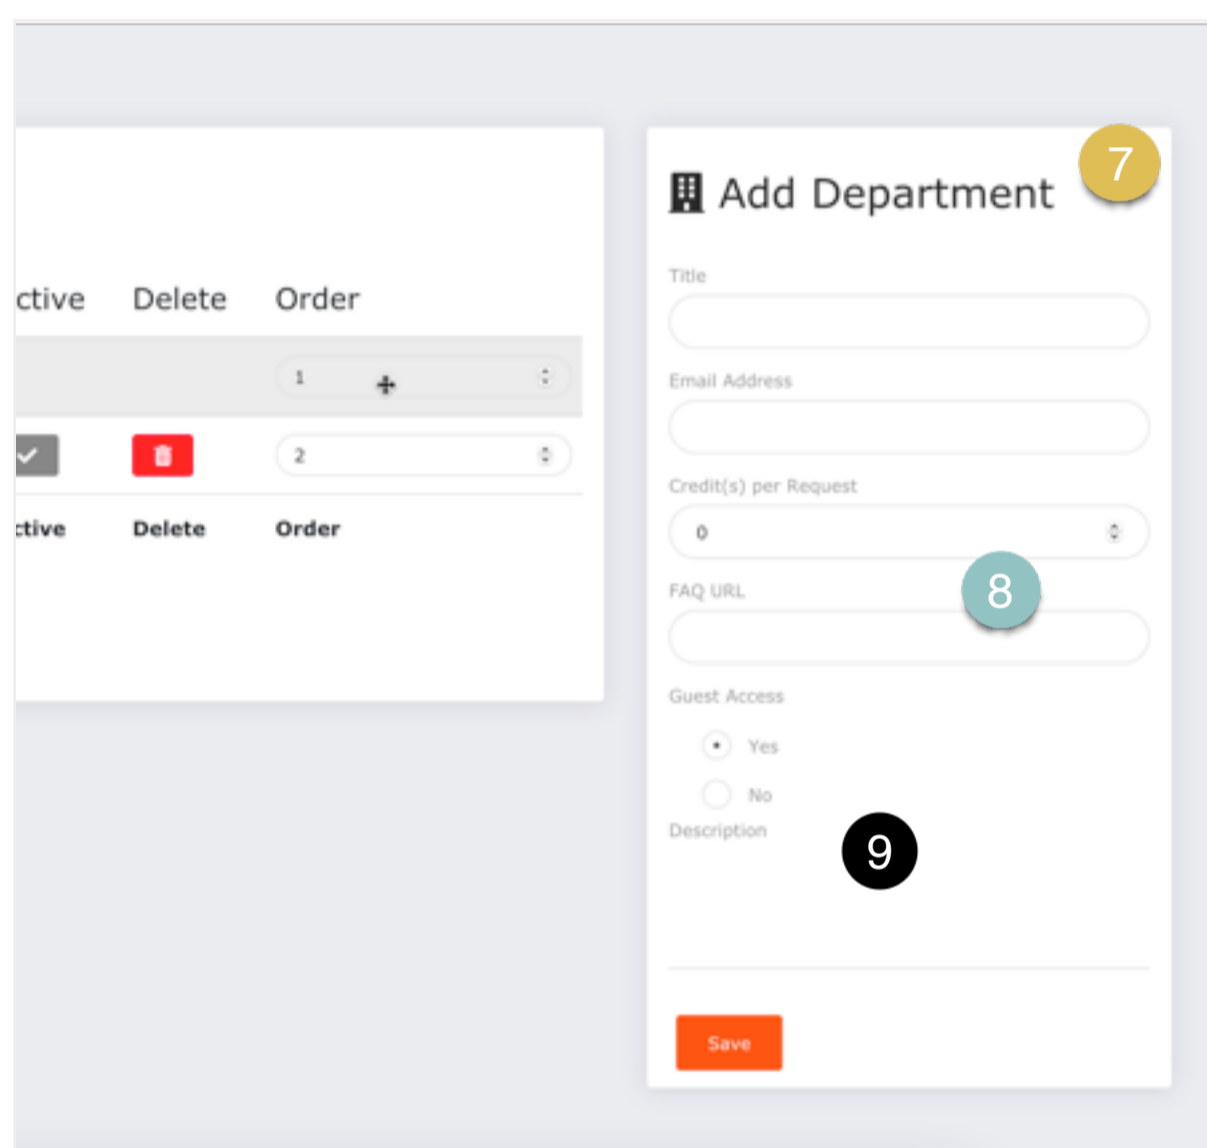 7
Add Department
Title
ctive Delete Order
1
Email Address
2
Credit(s) per Request
ctive Delete Order
0
8
FAQ URL
Guest Access
Yes
No
Description
9
Save